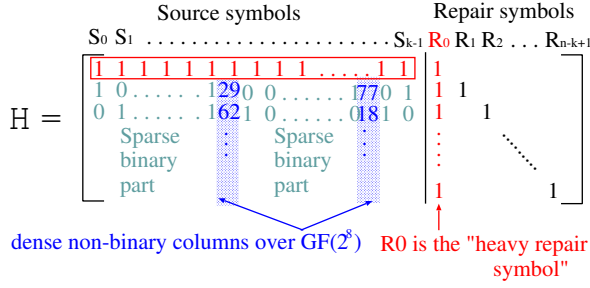 Source symbols Repair symbols
S0 S1 . . . . . . . . . . . . . . . . . . . . . . . . Sk-1 R0 R1 R2 . . . Rn-k+1
1 1 1 1 1 1 1 1 1 1 . . . . . 1 1 1
1 0 . . . . . . 1 29 0 0 . . . . . . 77 0 1 1 1
H =
0 1 . . . . . . 1 62 1 0 . . . . . . 0 18 1 0 1 1
Sparse Sparse
binary binary
part part 1 1
dense non-binary columns over GF(2^8) R0 is the "heavy repair
symbol"